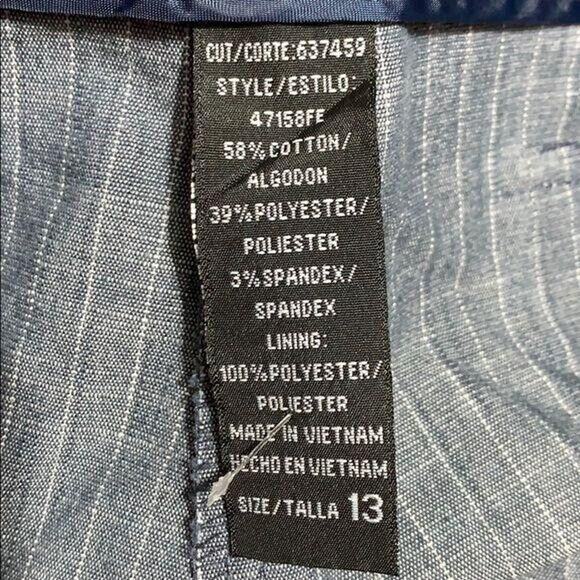 CUT/CORTE:637459
STYLE/ESTILO:
47158FE
58%COTTON/
ALGODON
39%POLYESTER/
POLIESTER
3%SPANDEX/
SPANDEX
LINING:
100%POLYESTER/
POLIESTER
MADE IN VIETNAM
HECHO EN VIETNAM
SIZE/TALLA 13